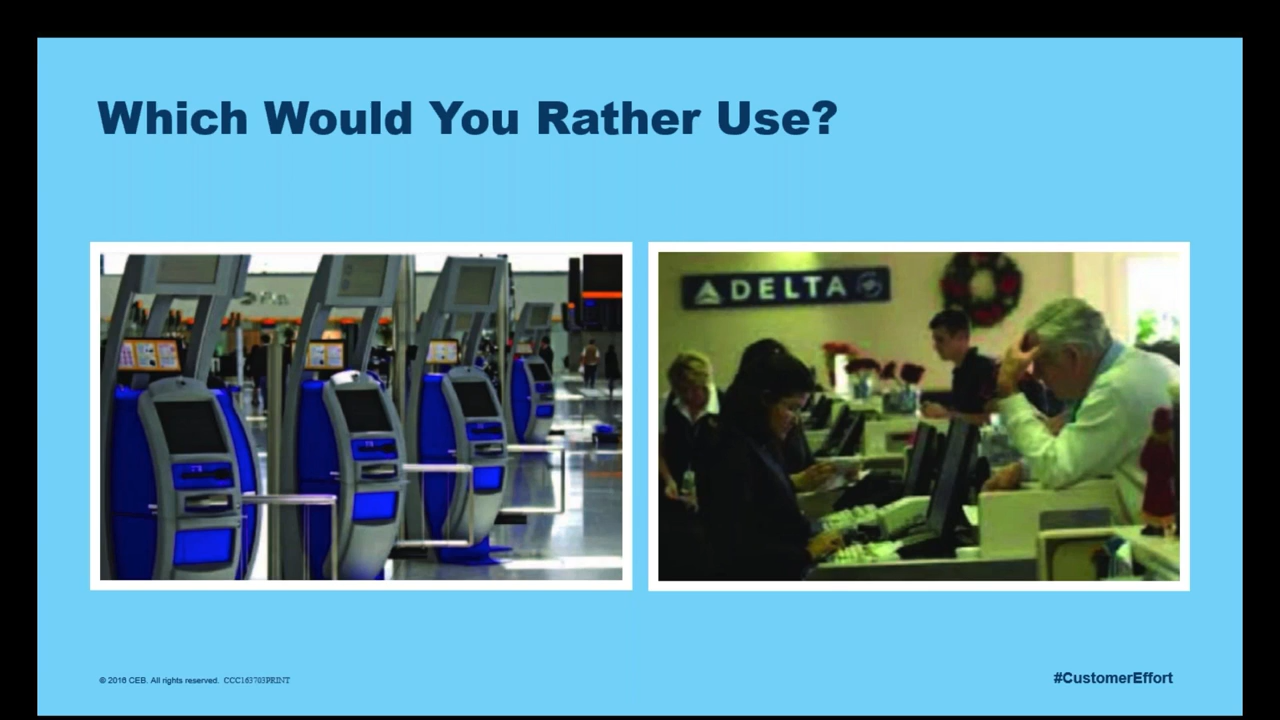 Which Would You Rather Use?
DELTA
© 2016 CEB. All rights reserved. CCC163703PRINT
#CustomerEffort